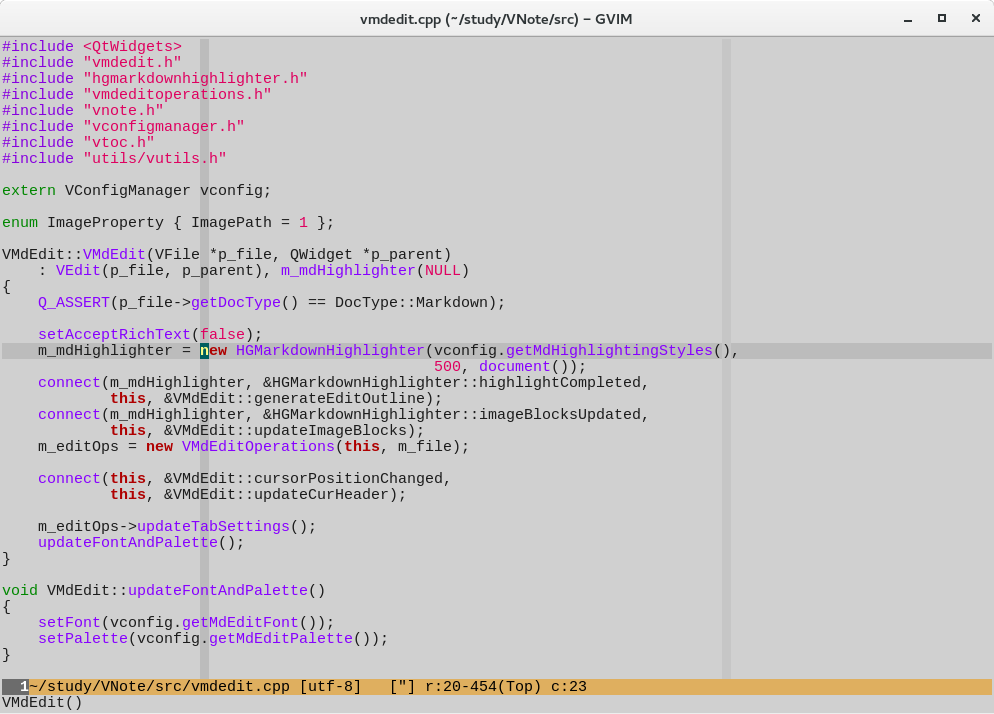 vmdedit.cpp (~/study/VNote/src) – GVIM
#include <QtWidgets>
#include "vmdedit.h"
#include "hgmarkdownhighlighter.h"
#include "vmdeditoperations.h"
#include "vnote.h"
#include "vconfigmanager.h"
#include "vtoc.h"
#include "utils/vutils.h"

extern VConfigManager vconfig;

enum ImageProperty { ImagePath = 1 };

VMdEdit::VMdEdit(VFile *p_file, QWidget *p_parent)
    : VEdit(p_file, p_parent), m_mdHighlighter(NULL)
{
    Q_ASSERT(p_file->getDocType() == DocType::Markdown);

    setAcceptRichText(false);
    m_mdHighlighter = new HGMarkdownHighlighter(vconfig.getMdHighlightingStyles(),
                                                500, document());
    connect(m_mdHighlighter, &HGMarkdownHighlighter::highlightCompleted,
            this, &VMdEdit::generateEditOutline);
    connect(m_mdHighlighter, &HGMarkdownHighlighter::imageBlocksUpdated,
            this, &VMdEdit::updateImageBlocks);
    m_editOps = new VMdEditOperations(this, m_file);

    connect(this, &VMdEdit::cursorPositionChanged,
            this, &VMdEdit::updateCurHeader);

    m_editOps->updateTabSettings();
    updateFontAndPalette();
}

void VMdEdit::updateFontAndPalette()
{
    setFont(vconfig.getMdEditFont());
    setPalette(vconfig.getMdEditPalette());
}

1~/study/VNote/src/vmdedit.cpp [utf-8]   ["] r:20-454(Top) c:23
VMdEdit()